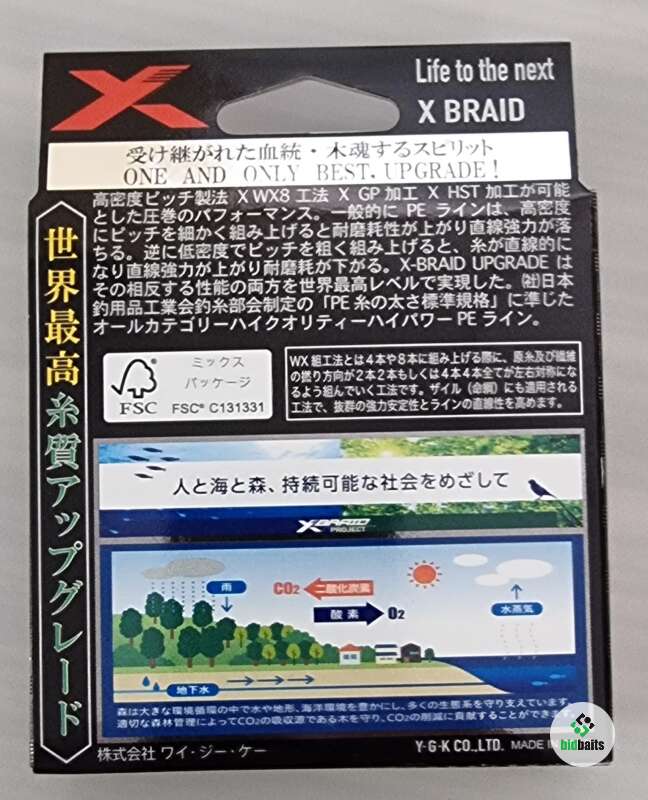 Life to the next
X BRAID
受け継がれた血統・木魂するスピリット
ONE AND ONLY BEST, UPGRADE!
世界最高糸質アップグレード
高密度ピッチ製法 X WX8 工法 X GP 加工 X HST 加工が可能
とした圧巻のパフォーマンス。一般的に PE ラインは、高密度
にピッチを細かく組み上げると耐磨耗性が上がり直線強力が落
ちる。逆に低密度でピッチを粗く組み上げると、糸が直線的に
なり直線強力が上がり耐磨耗が下がる。X-BRAID UPGRADE は
その相反する性能の両方を世界最高レベルで実現した。(社)日本
釣用品工業会釣糸部会制定の「PE 糸の太さ標準規格」に準じた
オールカテゴリーハイクオリティーハイパワー PE ライン。
FSC
ミックス
パッケージ
FSC® C131331
WX組工法とは4本や8本に組み上げる際に、原糸及び繊維
の撚り方向が2本2本もしくは4本4本全てが左右対称にな
るよう組んでいく工法です。ザイル（命綱）にも適用される
工法で、抜群の強力安定性とラインの直線性を高めます。
人と海と森、持続可能な社会をめざして
X BRAID
PROJECT
雨
CO2
二酸化炭素
酸素
O2
水蒸気
地下水
森は大きな環境循環の中で水や地形、海洋環境を豊かにし、多くの生態系を守り支えています。
適切な森林管理によってCO2の吸収源である木を守り、CO2の削減に貢献することができます。
株式会社 ワイ・ジー・ケー
Y·G·K CO.,LTD.
MADE IN
bidbaits